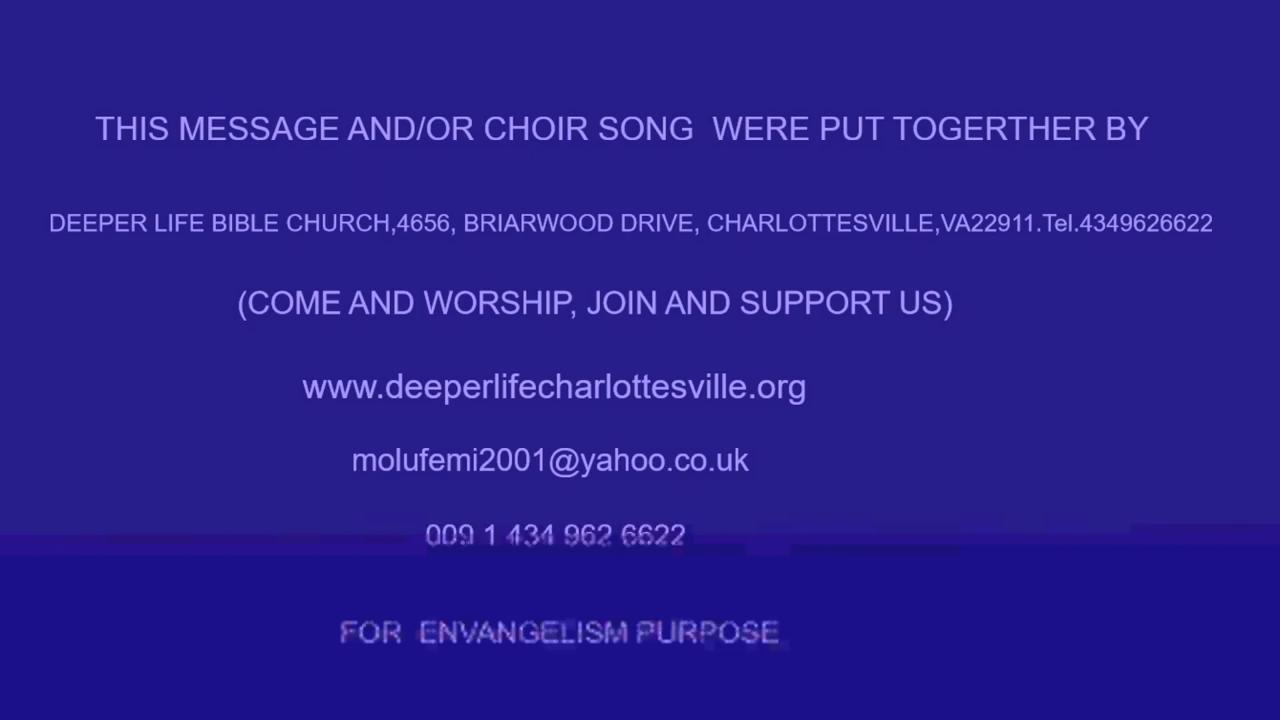 THIS MESSAGE AND/OR CHOIR SONG  WERE PUT TOGERTHER BY
DEEPER LIFE BIBLE CHURCH,4656, BRIARWOOD DRIVE, CHARLOTTESVILLE,VA22911.Tel.4349626622
(COME AND WORSHIP, JOIN AND SUPPORT US)
www.deeperlifecharlottesville.org
molufemi2001@yahoo.co.uk
009 1 434 962 6622
FOR  ENVANGELISM PURPOSE